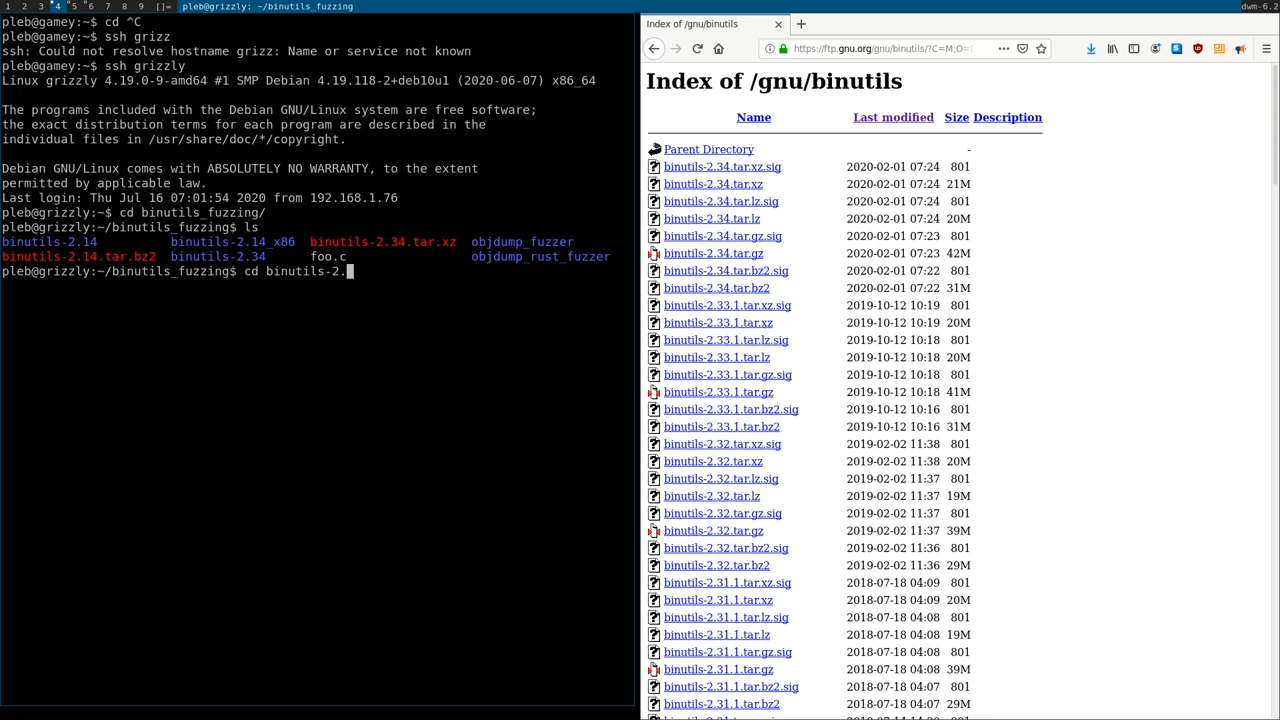 1 2 3 4 5 6 7 8 9 []= pleb@grizzly: ~/binutils_fuzzing dwm-6.2
pleb@gamey:~$ cd ^C
pleb@gamey:~$ ssh grizz
ssh: Could not resolve hostname grizz: Name or service not known
pleb@gamey:~$ ssh grizzly
Linux grizzly 4.19.0-9-amd64 #1 SMP Debian 4.19.118-2+deb10u1 (2020-06-07) x86_64
The programs included with the Debian GNU/Linux system are free software;
the exact distribution terms for each program are described in the
individual files in /usr/share/doc/*/copyright.
Debian GNU/Linux comes with ABSOLUTELY NO WARRANTY, to the extent
permitted by applicable law.
Last login: Thu Jul 16 07:01:54 2020 from 192.168.1.76
pleb@grizzly:~$ cd binutils_fuzzing/
pleb@grizzly:~/binutils_fuzzing$ ls
binutils-2.14 binutils-2.14_x86 binutils-2.34.tar.xz objdump_fuzzer
binutils-2.14.tar.bz2 binutils-2.34 foo.c objdump_rust_fuzzer
pleb@grizzly:~/binutils_fuzzing$ cd binutils-2.
Index of /gnu/binutils
https://ftp.gnu.org/gnu/binutils/?C=M;O=
Index of /gnu/binutils
Name Last modified Size Description
Parent Directory -
binutils-2.34.tar.xz.sig 2020-02-01 07:24 801
binutils-2.34.tar.xz 2020-02-01 07:24 21M
binutils-2.34.tar.lz.sig 2020-02-01 07:24 801
binutils-2.34.tar.lz 2020-02-01 07:24 20M
binutils-2.34.tar.gz.sig 2020-02-01 07:23 801
binutils-2.34.tar.gz 2020-02-01 07:23 42M
binutils-2.34.tar.bz2.sig 2020-02-01 07:22 801
binutils-2.34.tar.bz2 2020-02-01 07:22 31M
binutils-2.33.1.tar.xz.sig 2019-10-12 10:19 801
binutils-2.33.1.tar.xz 2019-10-12 10:19 20M
binutils-2.33.1.tar.lz.sig 2019-10-12 10:18 801
binutils-2.33.1.tar.lz 2019-10-12 10:18 20M
binutils-2.33.1.tar.gz.sig 2019-10-12 10:18 801
binutils-2.33.1.tar.gz 2019-10-12 10:18 41M
binutils-2.33.1.tar.bz2.sig 2019-10-12 10:16 801
binutils-2.33.1.tar.bz2 2019-10-12 10:16 31M
binutils-2.32.tar.xz.sig 2019-02-02 11:38 801
binutils-2.32.tar.xz 2019-02-02 11:38 20M
binutils-2.32.tar.lz.sig 2019-02-02 11:37 801
binutils-2.32.tar.lz 2019-02-02 11:37 19M
binutils-2.32.tar.gz.sig 2019-02-02 11:37 801
binutils-2.32.tar.gz 2019-02-02 11:37 39M
binutils-2.32.tar.bz2.sig 2019-02-02 11:36 801
binutils-2.32.tar.bz2 2019-02-02 11:36 29M
binutils-2.31.1.tar.xz.sig 2018-07-18 04:09 801
binutils-2.31.1.tar.xz 2018-07-18 04:09 20M
binutils-2.31.1.tar.lz.sig 2018-07-18 04:08 801
binutils-2.31.1.tar.lz 2018-07-18 04:08 19M
binutils-2.31.1.tar.gz.sig 2018-07-18 04:08 801
binutils-2.31.1.tar.gz 2018-07-18 04:08 39M
binutils-2.31.1.tar.bz2.sig 2018-07-18 04:07 801
binutils-2.31.1.tar.bz2 2018-07-18 04:07 29M